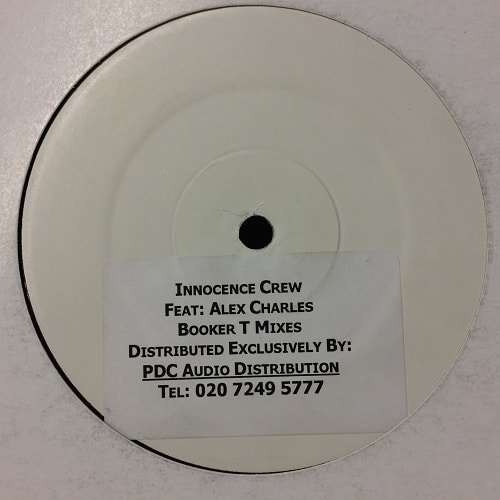 Innocence Crew
Feat: Alex Charles
Booker T Mixes
Distributed Exclusively By:
PDC Audio Distribution
Tel: 020 7249 5777